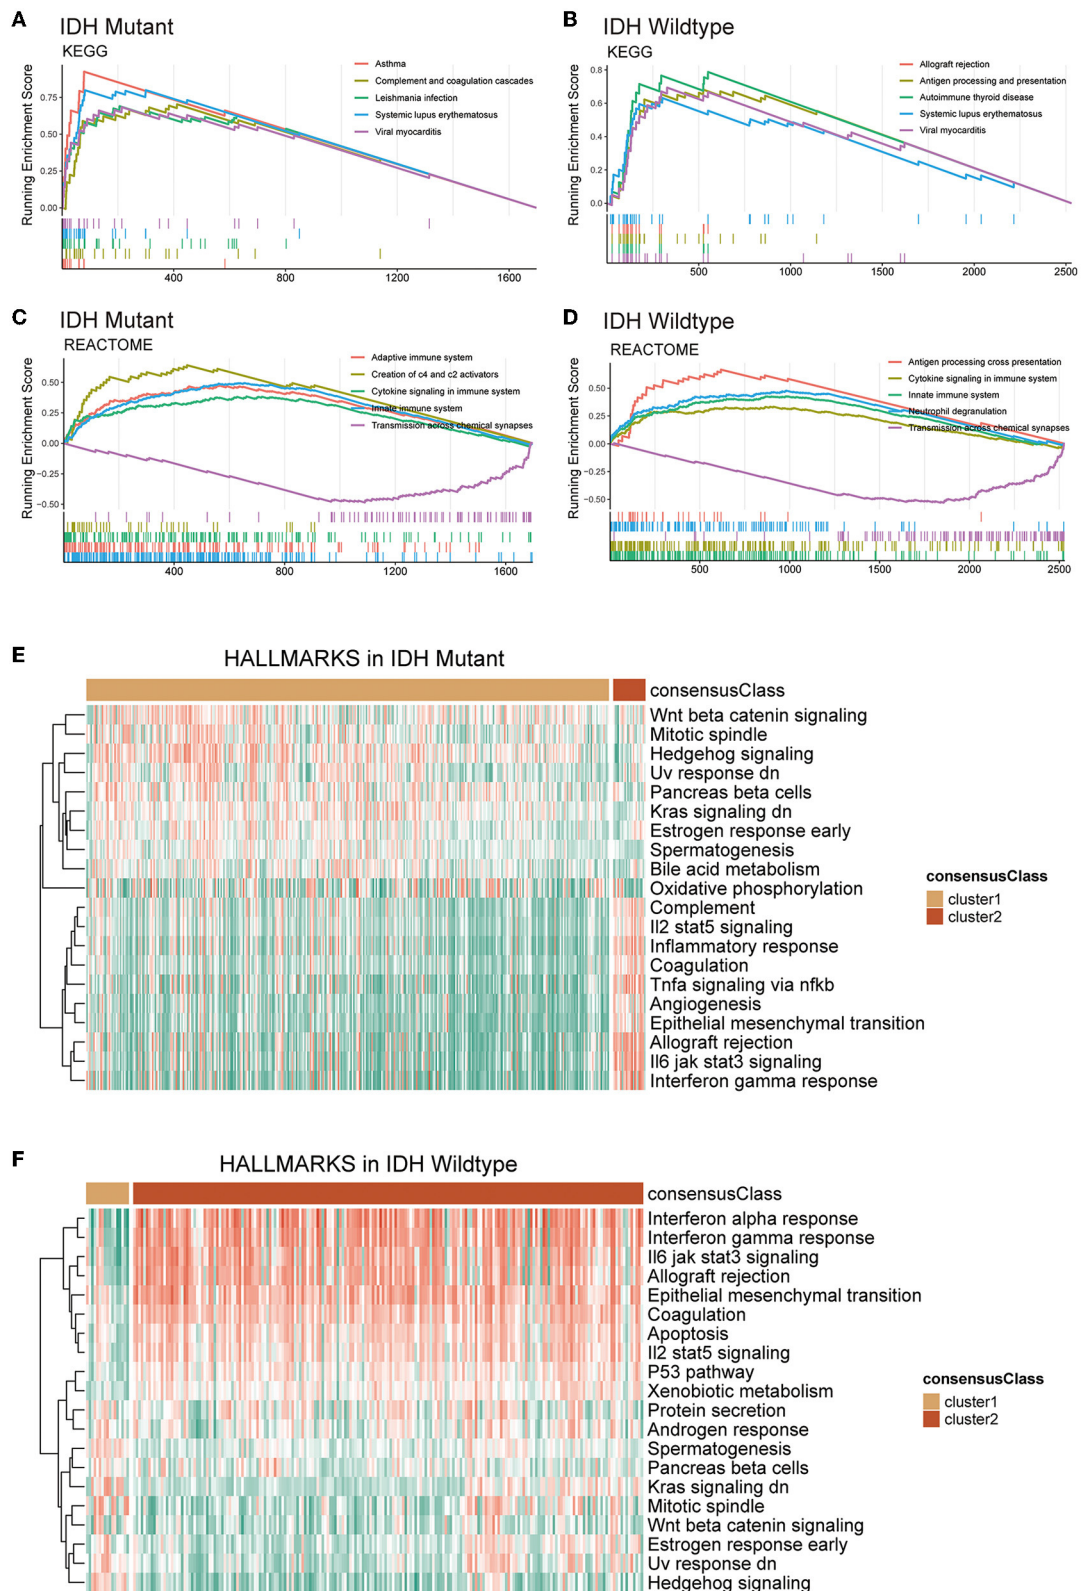 A
IDH Mutant
KEGG
Running Enrichment Score
0.75
0.50
0.25
0.00
Asthma
Complement and coagulation cascades
Leishmania infection
Systemic lupus erythematosus
Viral myocarditis
400
800
1200
1600
B
IDH Wildtype
KEGG
Running Enrichment Score
0.8
0.6
0.4
0.2
0.0
Allograft rejection
Antigen processing and presentation
Autoimmune thyroid disease
Systemic lupus erythematosus
Viral myocarditis
500
1000
1500
2000
2500
C
IDH Mutant
REACTOME
Running Enrichment Score
0.50
0.25
0.00
−0.25
−0.50
Adaptive immune system
Creation of c4 and c2 activators
Cytokine signaling in immune system
Innate immune system
Transmission across chemical synapses
400
800
1200
1600
D
IDH Wildtype
REACTOME
Running Enrichment Score
0.50
0.25
0.00
−0.25
−0.50
Antigen processing cross presentation
Cytokine signaling in immune system
Innate immune system
Neutrophil degranulation
Transmission across chemical synapses
500
1000
1500
2000
2500
E
HALLMARKS in IDH Mutant
consensusClass
Wnt beta catenin signaling
Mitotic spindle
Hedgehog signaling
Uv response dn
Pancreas beta cells
Kras signaling dn
Estrogen response early
Spermatogenesis
Bile acid metabolism
Oxidative phosphorylation
Complement
Il2 stat5 signaling
Inflammatory response
Coagulation
Tnfa signaling via nfkb
Angiogenesis
Epithelial mesenchymal transition
Allograft rejection
Il6 jak stat3 signaling
Interferon gamma response
consensusClass
cluster1
cluster2
F
HALLMARKS in IDH Wildtype
consensusClass
Interferon alpha response
Interferon gamma response
Il6 jak stat3 signaling
Allograft rejection
Epithelial mesenchymal transition
Coagulation
Apoptosis
Il2 stat5 signaling
P53 pathway
Xenobiotic metabolism
Protein secretion
Androgen response
Spermatogenesis
Pancreas beta cells
Kras signaling dn
Mitotic spindle
Wnt beta catenin signaling
Estrogen response early
Uv response dn
Hedgehog signaling
consensusClass
cluster1
cluster2